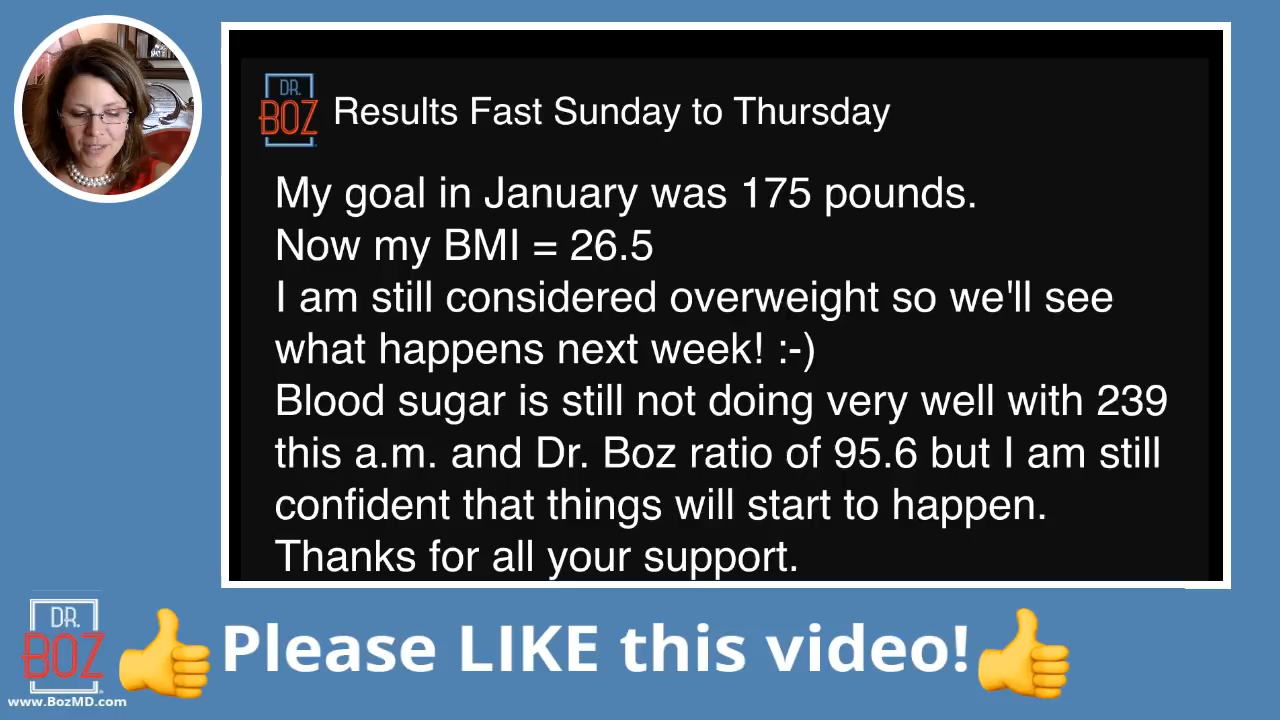 DR.
BOZ
Results Fast Sunday to Thursday
My goal in January was 175 pounds.
Now my BMI = 26.5
I am still considered overweight so we'll see
what happens next week! :-)
Blood sugar is still not doing very well with 239
this a.m. and Dr. Boz ratio of 95.6 but I am still
confident that things will start to happen.
Thanks for all your support.
DR.
BOZ
Please LIKE this video!
www.BozMD.com